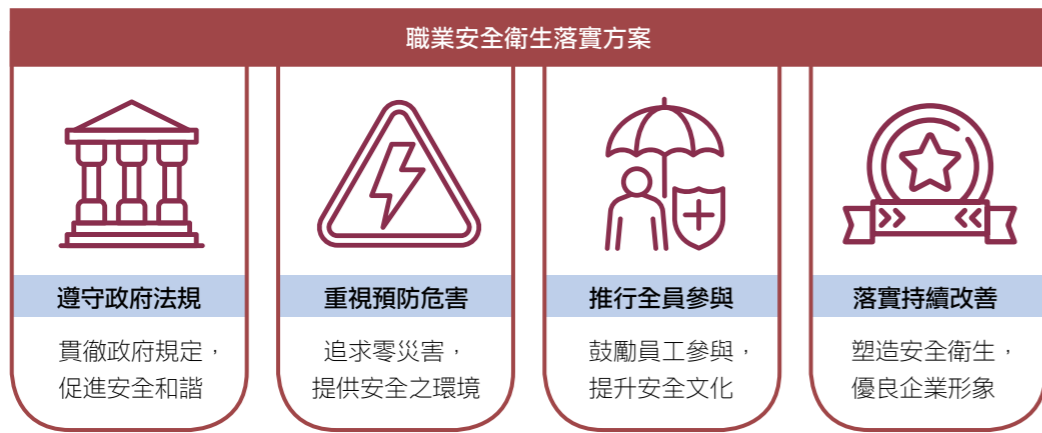 職業安全衛生落實方案
遵守政府法規
貫徹政府規定，
促進安全和諧
重視預防危害
追求零災害，
提供安全之環境
推行全員參與
鼓勵員工參與，
提升安全文化
落實持續改善
塑造安全衛生，
優良企業形象